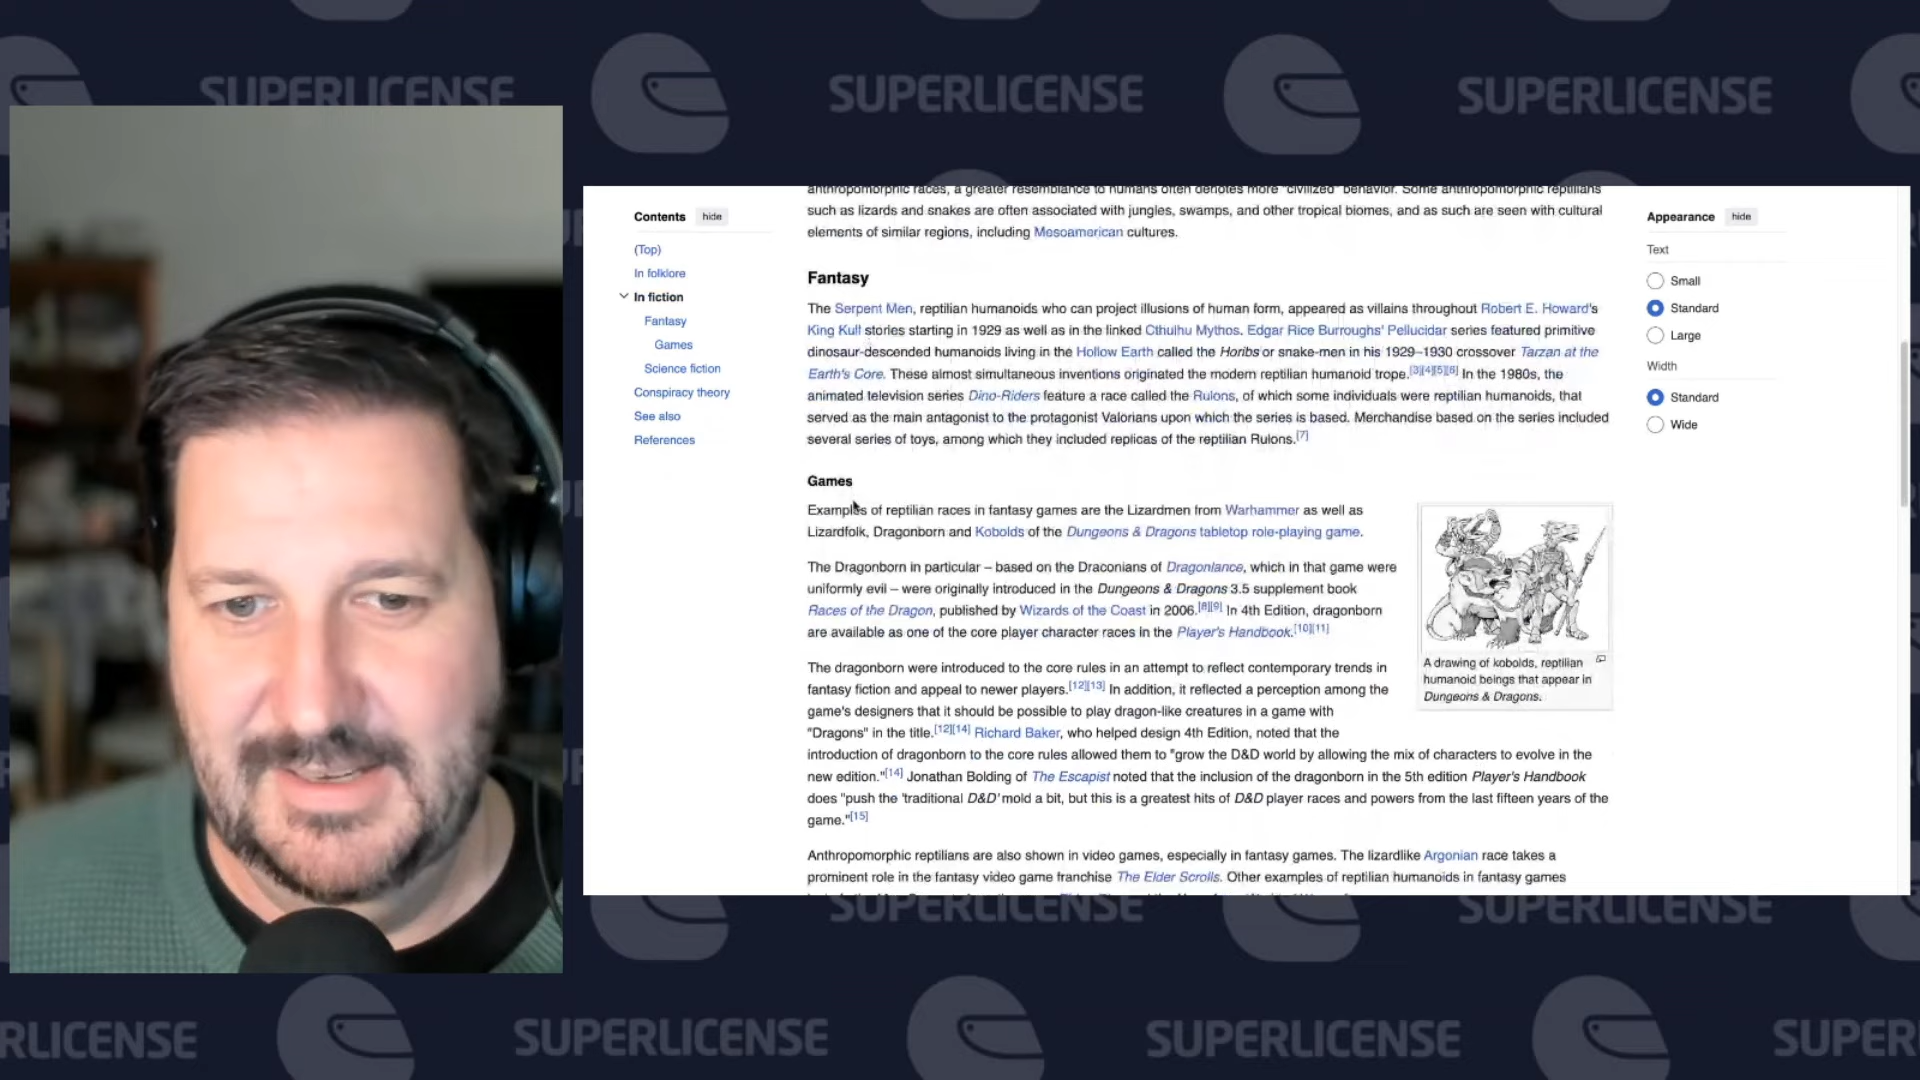 SUPERLICENSE SUPERLICENSE SUPERLICENSE
Contents hide
(Top)
In folklore
In fiction
Fantasy
Games
Science fiction
Conspiracy theory
See also
References
anthropomorphic races, a greater resemblance to humans often denotes more "civilized" behavior. Some anthropomorphic reptilians
such as lizards and snakes are often associated with jungles, swamps, and other tropical biomes, and as such are seen with cultural
elements of similar regions, including Mesoamerican cultures.
Fantasy
The Serpent Men, reptilian humanoids who can project illusions of human form, appeared as villains throughout Robert E. Howard's
King Kull stories starting in 1929 as well as in the linked Cthulhu Mythos. Edgar Rice Burroughs' Pellucidar series featured primitive
dinosaur-descended humanoids living in the Hollow Earth called the Horibs or snake-men in his 1929–1930 crossover Tarzan at the
Earth's Core. These almost simultaneous inventions originated the modern reptilian humanoid trope.[3][4][5][6] In the 1980s, the
animated television series Dino-Riders feature a race called the Rulons, of which some individuals were reptilian humanoids, that
served as the main antagonist to the protagonist Valorians upon which the series is based. Merchandise based on the series included
several series of toys, among which they included replicas of the reptilian Rulons.[7]
Games
Examples of reptilian races in fantasy games are the Lizardmen from Warhammer as well as
Lizardfolk, Dragonborn and Kobolds of the Dungeons & Dragons tabletop role-playing game.
The Dragonborn in particular – based on the Draconians of Dragonlance, which in that game were
uniformly evil – were originally introduced in the Dungeons & Dragons 3.5 supplement book
Races of the Dragon, published by Wizards of the Coast in 2006.[8][9] In 4th Edition, dragonborn
are available as one of the core player character races in the Player's Handbook.[10][11]
The dragonborn were introduced to the core rules in an attempt to reflect contemporary trends in
fantasy fiction and appeal to newer players.[12][13] In addition, it reflected a perception among the
game's designers that it should be possible to play dragon-like creatures in a game with
"Dragons" in the title.[12][14] Richard Baker, who helped design 4th Edition, noted that the
introduction of dragonborn to the core rules allowed them to "grow the D&D world by allowing the mix of characters to evolve in the
new edition."[14] Jonathan Bolding of The Escapist noted that the inclusion of the dragonborn in the 5th edition Player's Handbook
does "push the 'traditional D&D' mold a bit, but this is a greatest hits of D&D player races and powers from the last fifteen years of the
game."[15]
Anthropomorphic reptilians are also shown in video games, especially in fantasy games. The lizardlike Argonian race takes a
prominent role in the fantasy video game franchise The Elder Scrolls. Other examples of reptilian humanoids in fantasy games
A drawing of kobolds, reptilian
humanoid beings that appear in
Dungeons & Dragons.
Appearance hide
Text
Small
Standard
Large
Width
Standard
Wide
SUPERLICENSE SUPERLICENSE
RLICENSE SUPERLICENSE SUPERLICENSE SUPER